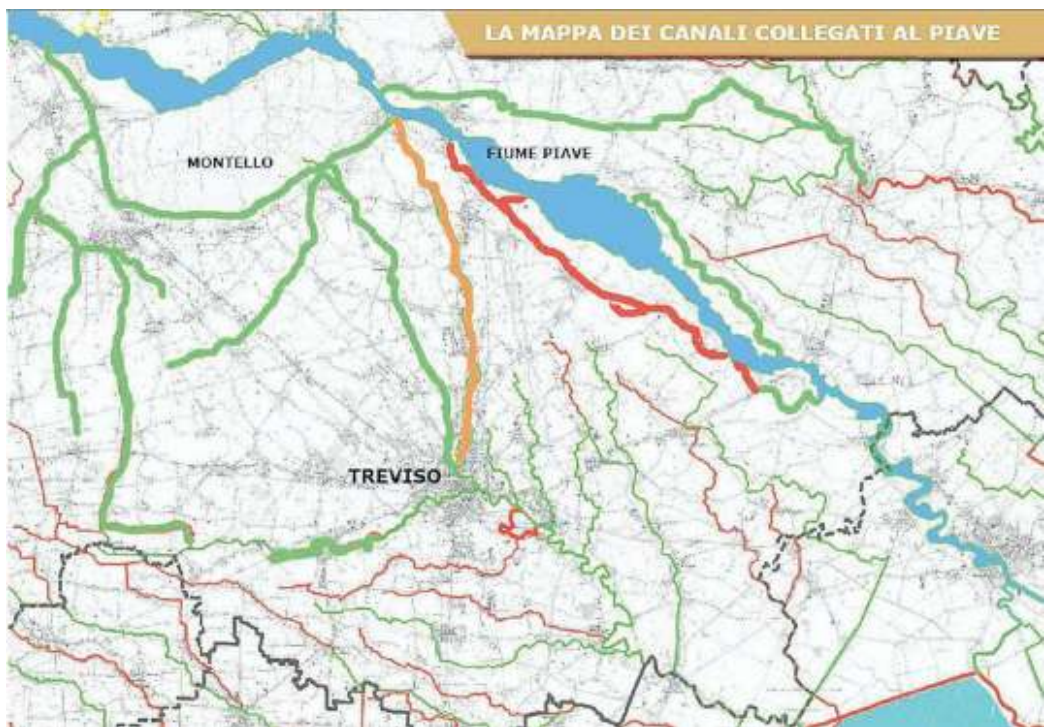 LA MAPPA DEI CANALI COLLEGATI AL PIAVE
MONTELLO
FIUME PIAVE
TREVISO